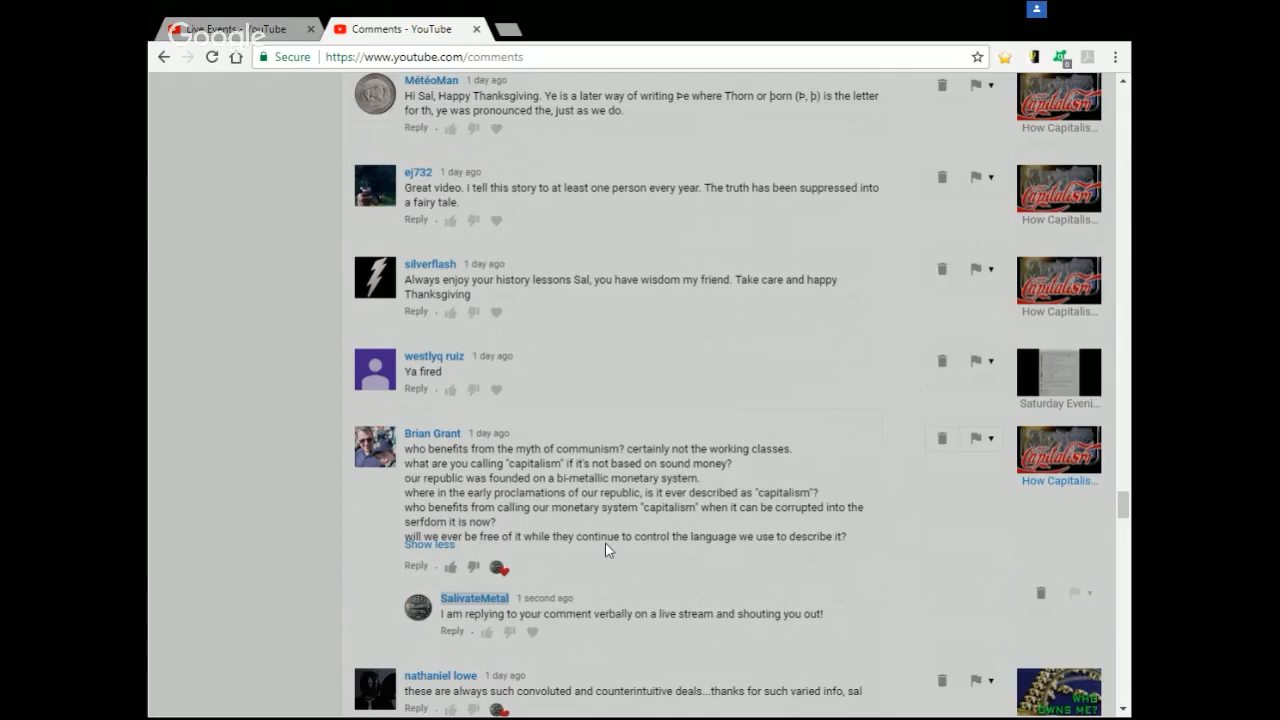 Live Events - YouTube
Comments - YouTube
Google
Secure
https://www.youtube.com/comments
0
MétéoMan 1 day ago
Hi Sal, Happy Thanksgiving. Ye is a later way of writing Þe where Thorn or þorn (Þ, þ) is the letter
for th, ye was pronounced the, just as we do.
Reply
Capitalism
How Capitalis...
ej732 1 day ago
Great video. I tell this story to at least one person every year. The truth has been suppressed into
a fairy tale.
Reply
Capitalism
How Capitalis...
silverflash 1 day ago
Always enjoy your history lessons Sal, you have wisdom my friend. Take care and happy
Thanksgiving
Reply
Capitalism
How Capitalis...
westlyq ruiz 1 day ago
Ya fired
Reply
Saturday Eveni...
Brian Grant 1 day ago
who benefits from the myth of communism? certainly not the working classes.
what are you calling "capitalism" if it's not based on sound money?
our republic was founded on a bi-metallic monetary system.
where in the early proclamations of our republic, is it ever described as "capitalism"?
who benefits from calling our monetary system "capitalism" when it can be corrupted into the
serfdom it is now?
will we ever be free of it while they continue to control the language we use to describe it?
Show less
Reply
Capitalism
How Capitalis...
SalivateMetal 1 second ago
I am replying to your comment verbally on a live stream and shouting you out!
Reply
nathaniel lowe 1 day ago
these are always such convoluted and counterintuitive deals...thanks for such varied info, sal
Reply
WHO
OWNS ME?